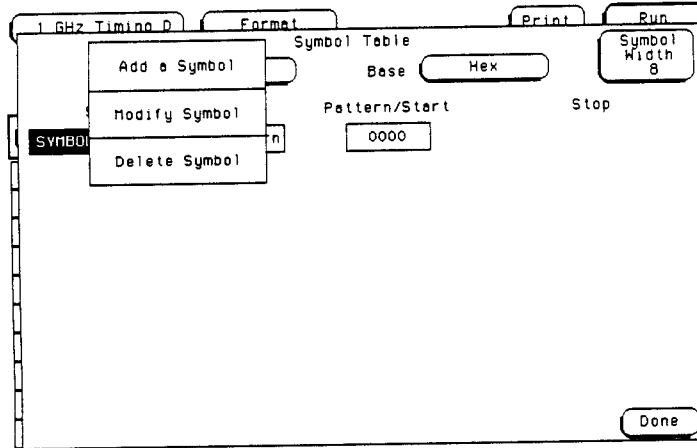 1 GHz Timing D Format Print Run
Symbol Table
Symbol Width 8
Add a Symbol
Base Hex
Modify Symbol
Pattern/Start Stop
SYMBOL
0000
Delete Symbol
Done